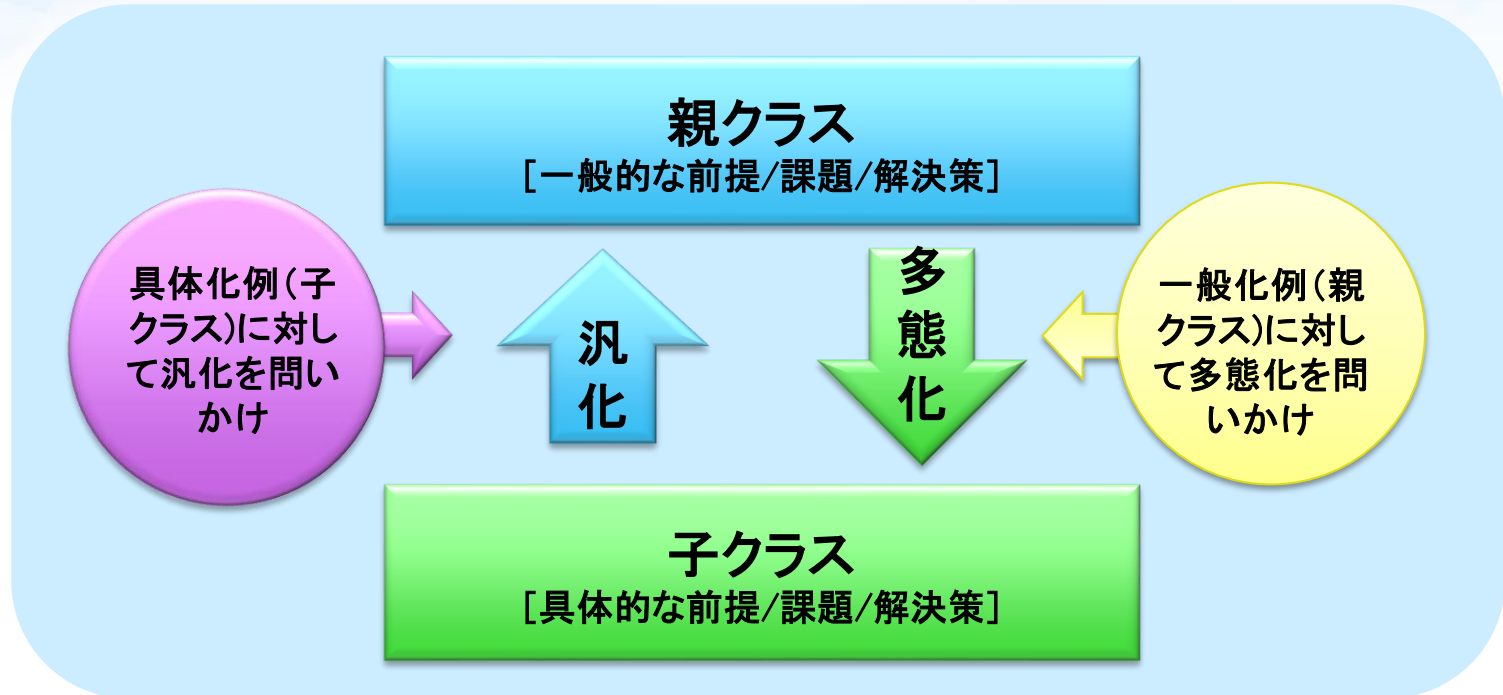 親クラス
[一般的な前提/課題/解決策]
具体化例（子
クラス）に対し
て汎化を問い
かけ
汎
化
多
態
化
一般化例（親
クラス）に対し
て多態化を問
いかけ
子クラス
[具体的な前提/課題/解決策]